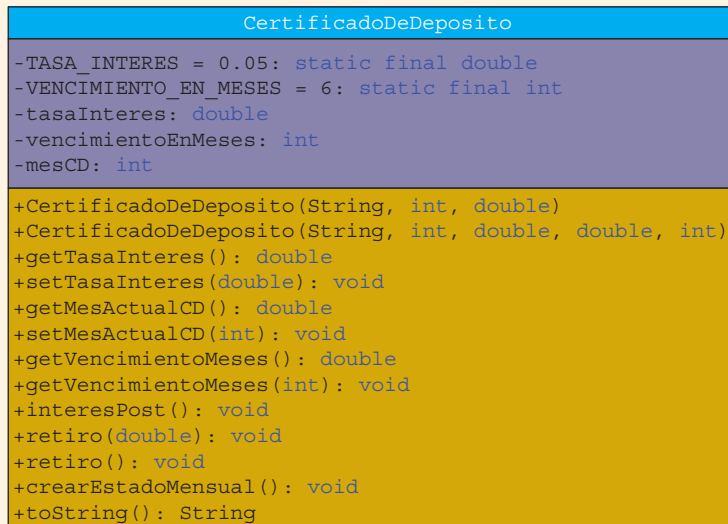 CertificadoDeDeposito
-TASA_INTERES = 0.05: static final double
-VENCIMIENTO_EN_MESES = 6: static final int
-tasaInteres: double
-vencimientoEnMeses: int
-mesCD: int
+CertificadoDeDeposito(String, int, double)
+CertificadoDeDeposito(String, int, double, double, int)
+getTasaInteres(): double
+setTasaInteres(double): void
+getMesActualCD(): double
+setMesActualCD(int): void
+getVencimientoMeses(): double
+getVencimientoMeses(int): void
+interesPost(): void
+retiro(double): void
+retiro(): void
+crearEstadoMensual(): void
+toString(): String